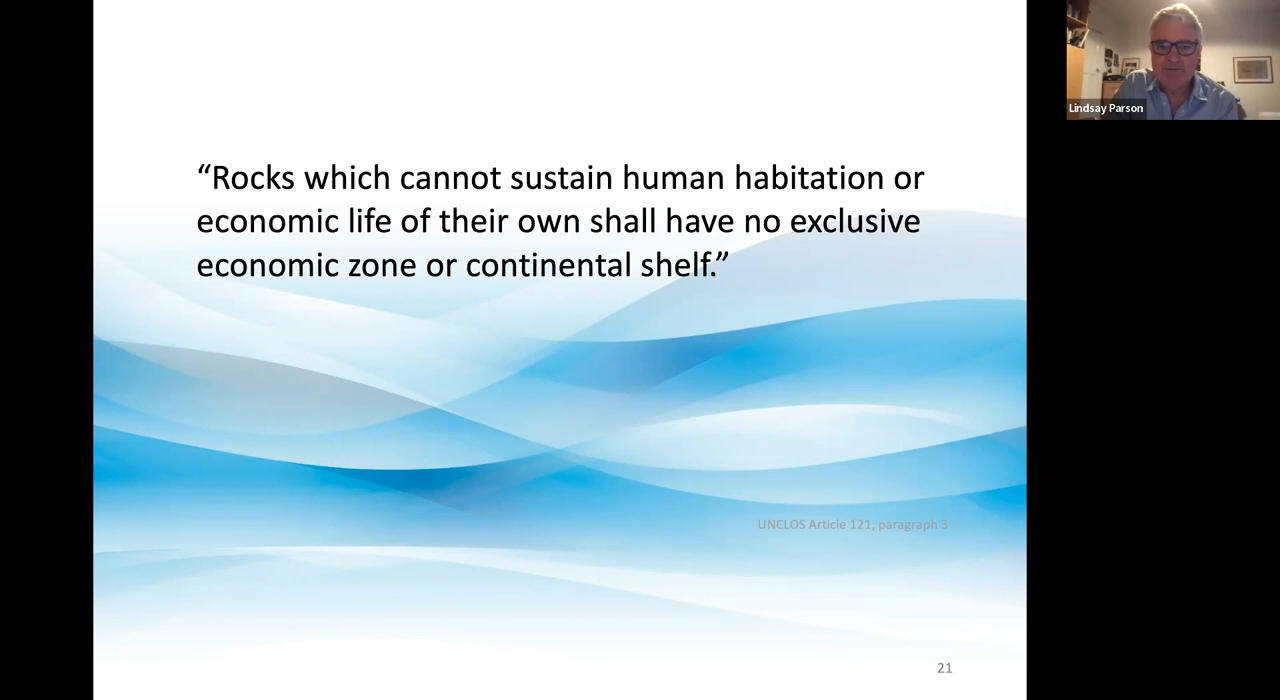 “Rocks which cannot sustain human habitation or
economic life of their own shall have no exclusive
economic zone or continental shelf.”
UNCLOS Article 121, paragraph 3
21
Lindsay Parson